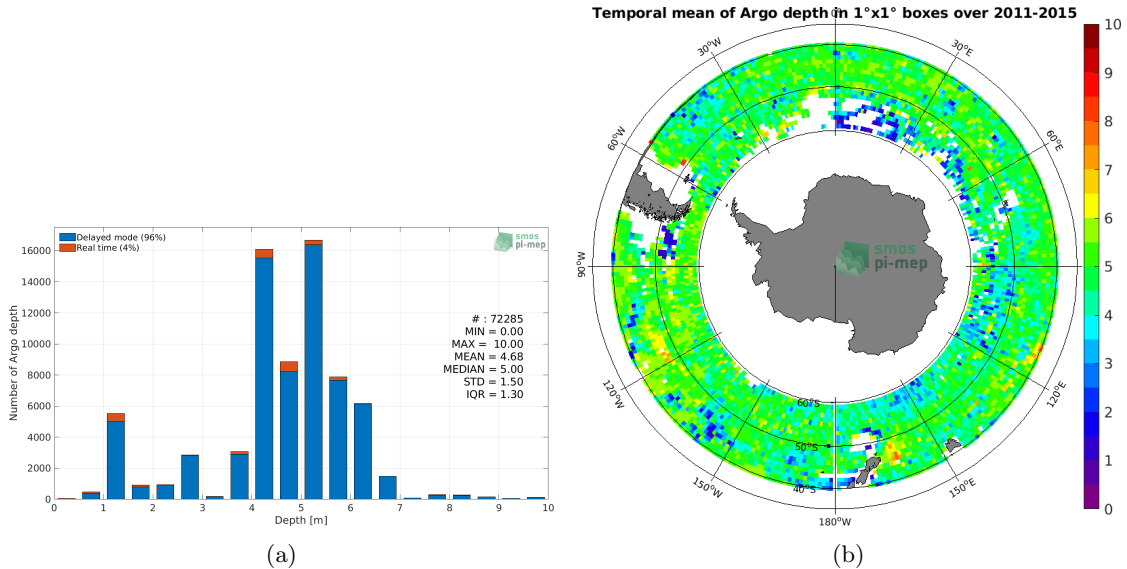 Delayed mode (96%)
Real time (4%)
smos
pi-mep
# : 72285
MIN = 0.00
MAX = 10.00
MEAN = 4.68
MEDIAN = 5.00
STD = 1.50
IQR = 1.30
Number of Argo depth
16000
14000
12000
10000
8000
6000
4000
2000
0
0 1 2 3 4 5 6 7 8 9 10
Depth [m]
(a)
Temporal mean of Argo depth in 1°x1° boxes over 2011-2015
30°W
30°E
60°W
60°E
90°W
120°W
120°E
150°W
150°E
180°W
60°S
50°S
40°S
smos
pi-mep
10
9
8
7
6
5
4
3
2
1
0
(b)